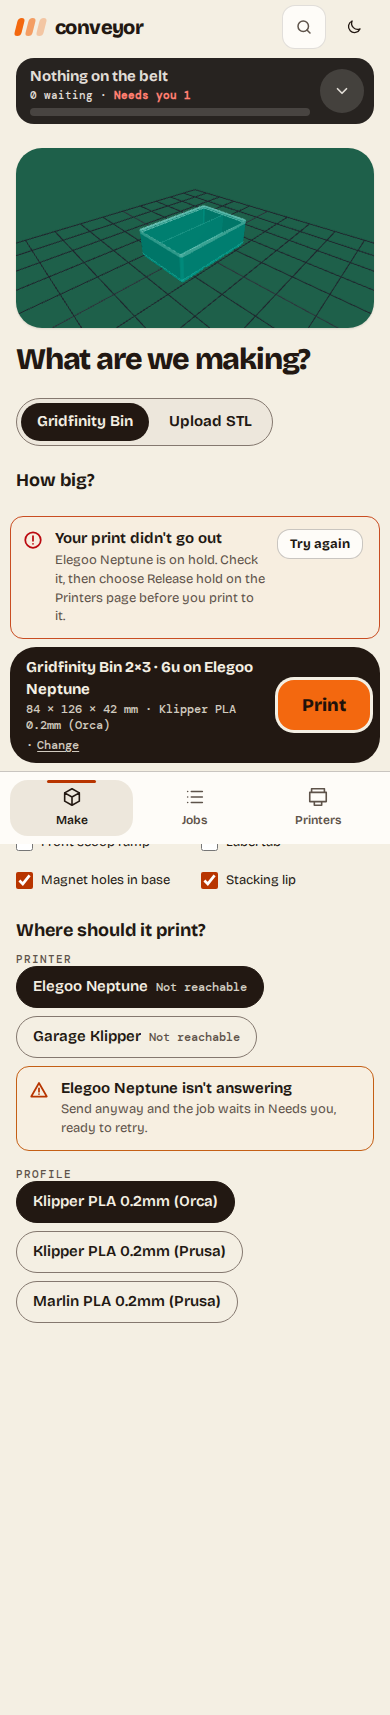 conveyor
Nothing on the belt
0 waiting · Needs you 1
What are we making?
Gridfinity Bin
Upload STL
How big?
Your print didn't go out
Try again
Elegoo Neptune is on hold. Check
it, then choose Release hold on the
Printers page before you print to
it.
Gridfinity Bin 2×3 · 6u on Elegoo
Neptune
84 × 126 × 42 mm · Klipper PLA
0.2mm (Orca)
· Change
Print
Make
Jobs
Printers
Magnet holes in base
Stacking lip
Where should it print?
PRINTER
Elegoo Neptune Not reachable
Garage Klipper Not reachable
Elegoo Neptune isn't answering
Send anyway and the job waits in Needs you,
ready to retry.
PROFILE
Klipper PLA 0.2mm (Orca)
Klipper PLA 0.2mm (Prusa)
Marlin PLA 0.2mm (Prusa)